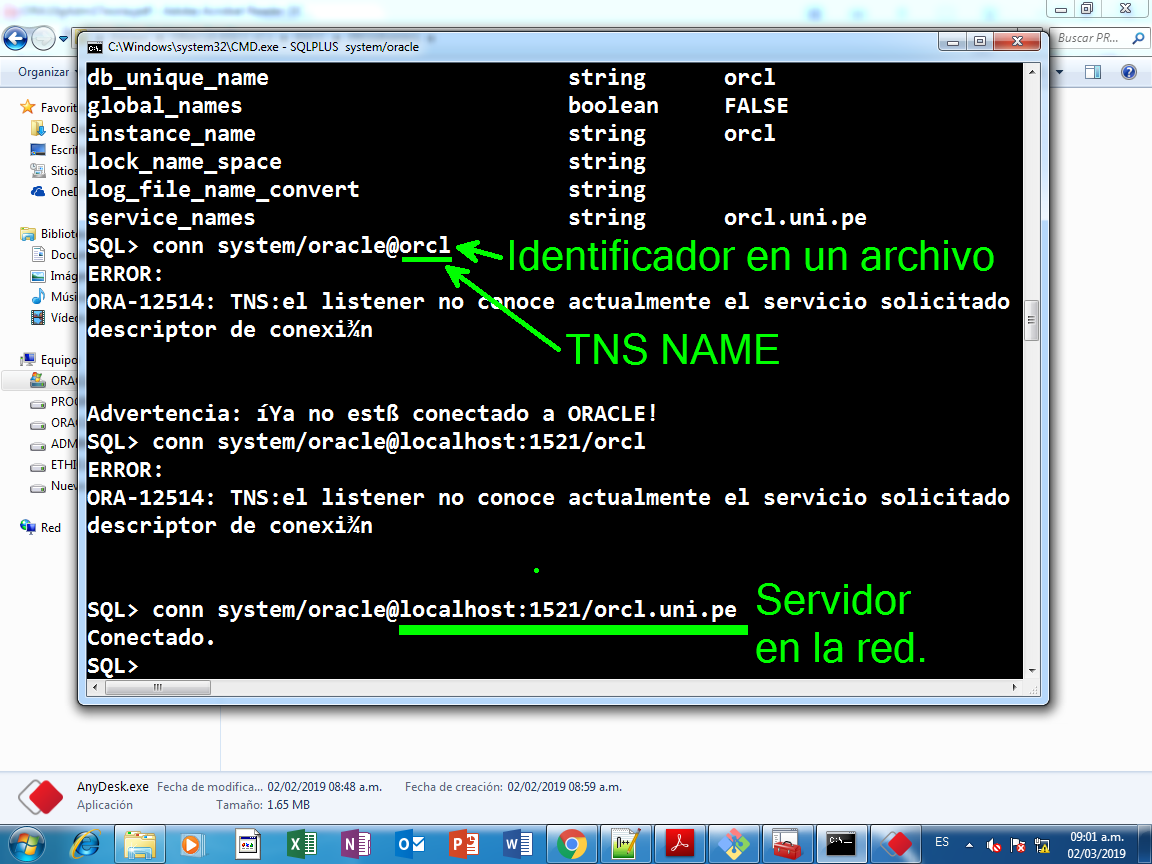 C:\Windows\system32\CMD.exe - SQLPLUS  system/oracle
Buscar PR...
Organizar
Favorit
Desc
Escrit
Sitios
OneD
Bibliot
Docu
Imág
Músi
Víde
Equipo
ORAC
PROG
ORAC
ADM
ETHI
Nuev
Red
db_unique_name string orcl
global_names boolean FALSE
instance_name string orcl
lock_name_space string
log_file_name_convert string
service_names string orcl.uni.pe
SQL> conn system/oracle@orcl
Identificador en un archivo
ERROR:
ORA-12514: TNS:el listener no conoce actualmente el servicio solicitado
descriptor de conexi¾n
TNS NAME
Advertencia: íYa no estß conectado a ORACLE!
SQL> conn system/oracle@localhost:1521/orcl
ERROR:
ORA-12514: TNS:el listener no conoce actualmente el servicio solicitado
descriptor de conexi¾n
SQL> conn system/oracle@localhost:1521/orcl.uni.pe
Conectado.
SQL>
Servidor
en la red.
AnyDesk.exe Fecha de modifica... 02/02/2019 08:48 a.m. Fecha de creación: 02/02/2019 08:59 a.m.
Aplicación Tamaño: 1.65 MB
ES
09:01 a.m.
02/03/2019